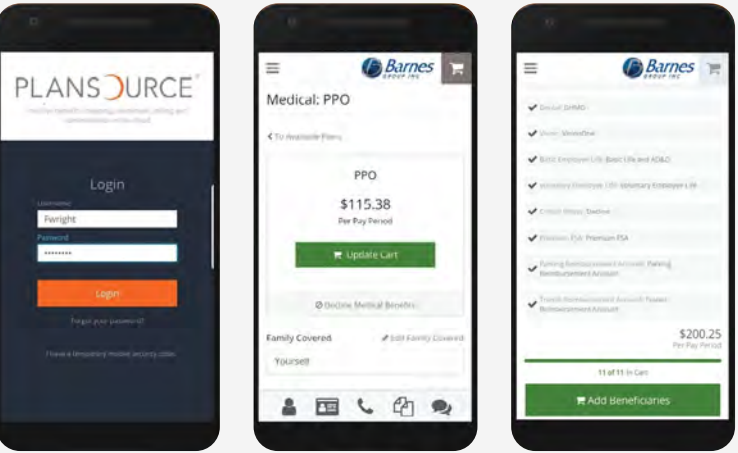 PLANSOURCE
Login
Username
Fwright
Password
Login
Forgot your password?
I have a temporary mobile security code.
Barnes
GROUP INC
Medical: PPO
To Available Plans
PPO
$115.38
Per Pay Period
Update Cart
Decline Medical Benefits
Family Covered
Edit Family Covered
Yourself
Barnes
GROUP INC
Dental: DHMO
Basic Employee Life: Basic Life and AD&D
Voluntary Employee Life: Voluntary Employee Life
Critical Illness: Decline
Premium FSA
Parking Reimbursement Account: Parking
Reimbursement Account
Transit Reimbursement Account: Transit
Reimbursement Account
$200.25
Per Pay Period
11 of 11 in Cart
Add Beneficiaries